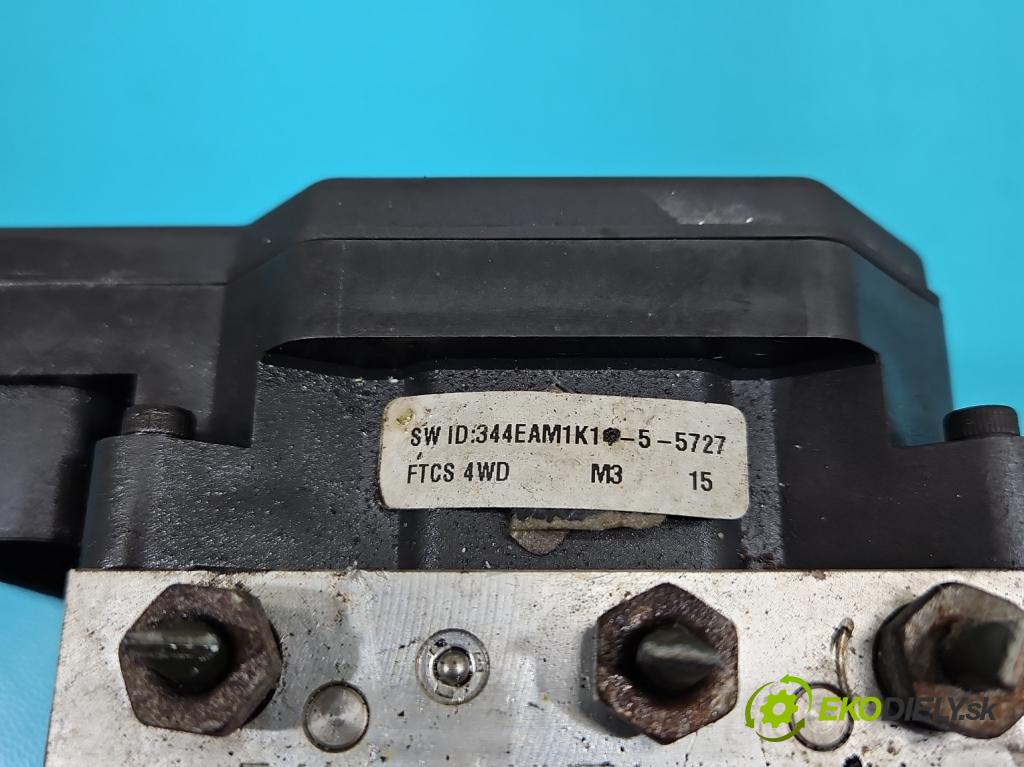 SW ID:344EAM1K1 -5-5727
FTCS 4WD M3 15
EKODIELY.sk